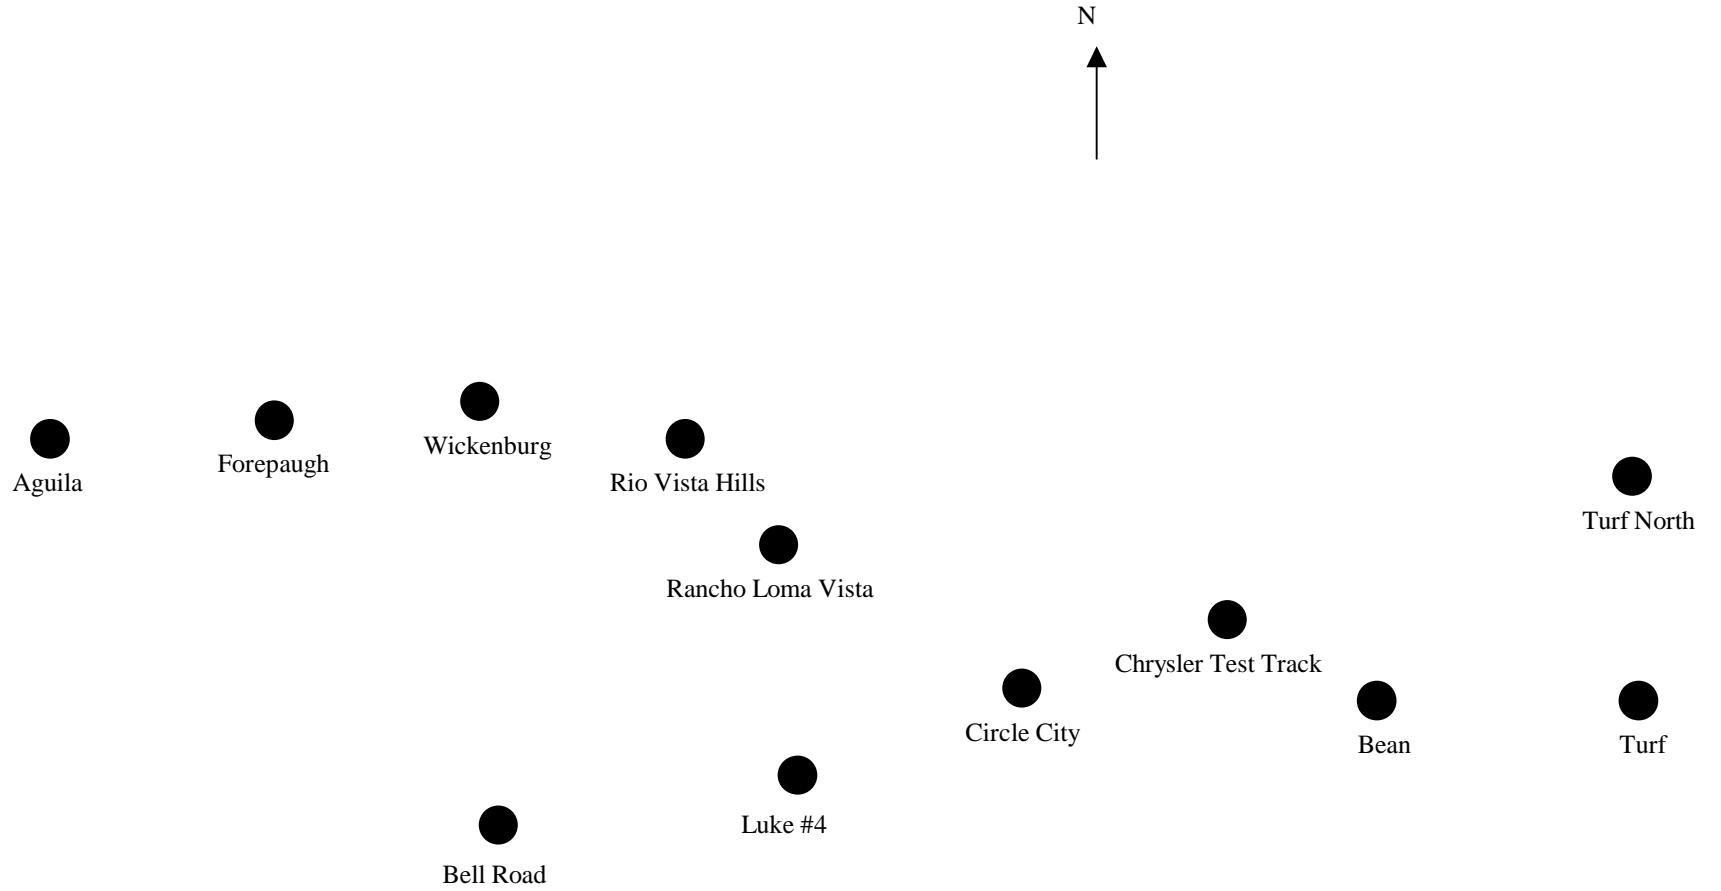 N
Wickenburg
Forepaugh
Aguila
Rio Vista Hills
Turf North
Rancho Loma Vista
Chrysler Test Track
Circle City
Bean
Turf
Luke #4
Bell Road